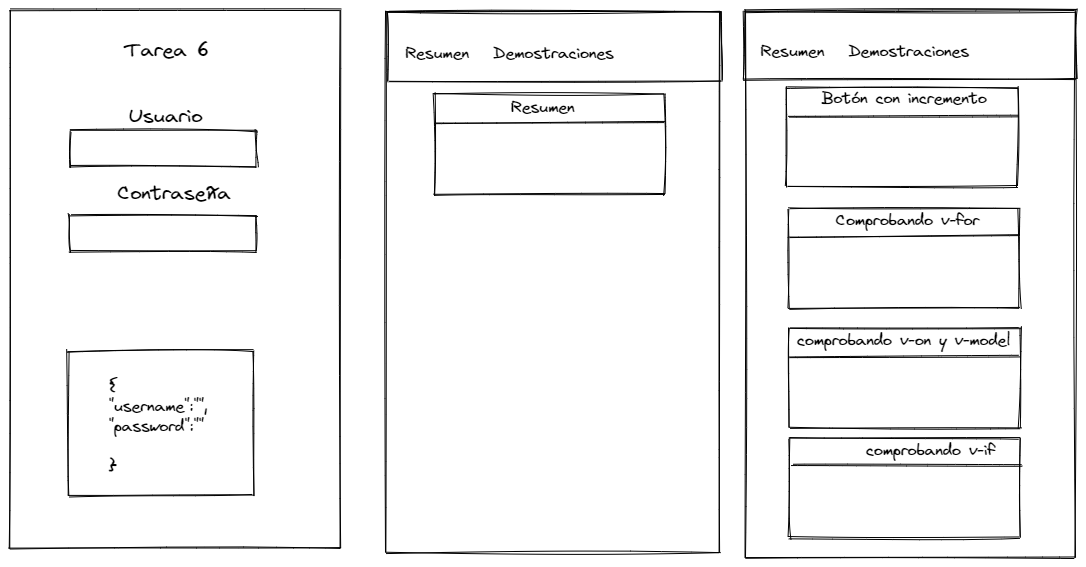 Tarea 6
Usuario
Contraseña
{
"username":"",
"password":""
}
Resumen Demostraciones
Resumen
Resumen Demostraciones
Botón con incremento
Comprobando v-for
comprobando v-on y v-model
comprobando v-if